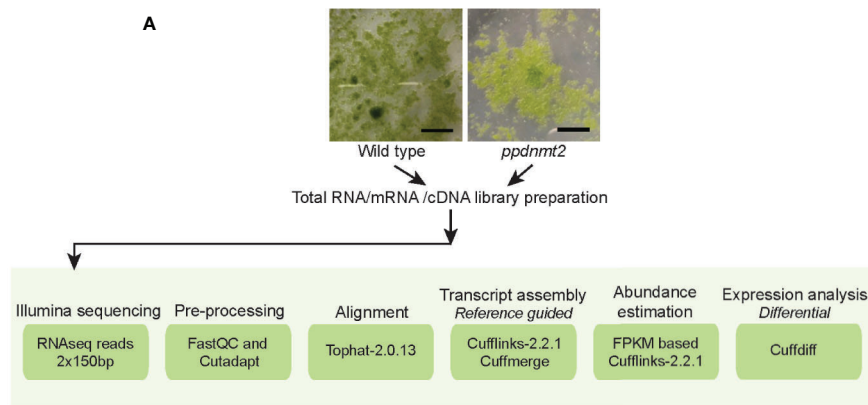 A
Wild type
ppdnmt2
Total RNA/mRNA /cDNA library preparation
Illumina sequencing
RNAseq reads
2x150bp
Pre-processing
FastQC and
Cutadapt
Alignment
Tophat-2.0.13
Transcript assembly
Reference guided
Cufflinks-2.2.1
Cuffmerge
Abundance
estimation
FPKM based
Cufflinks-2.2.1
Expression analysis
Differential
Cuffdiff